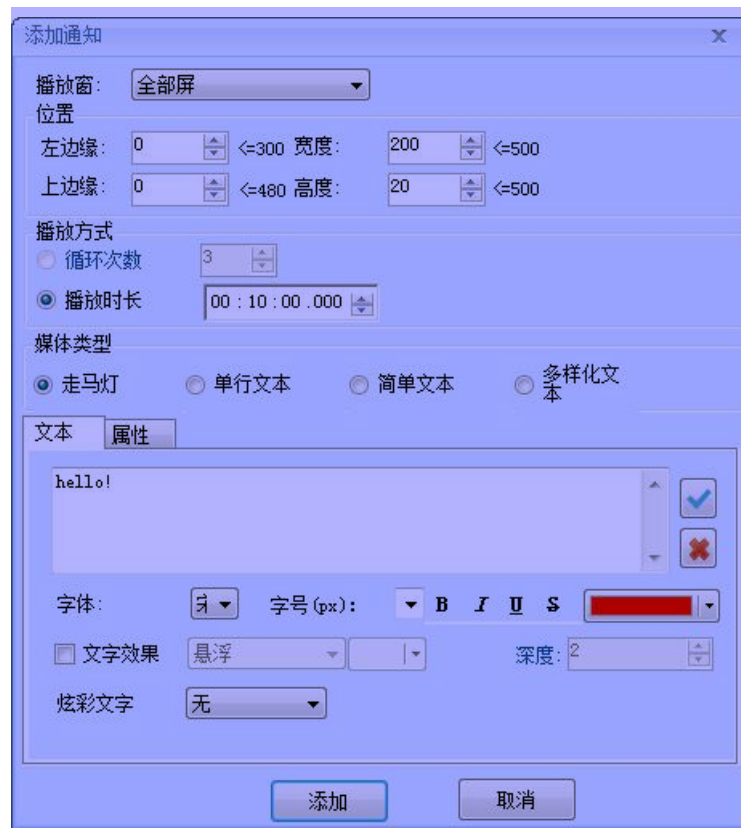 添加通知
播放窗: 全部屏
位置
左边缘: 0 <=300 宽度: 200 <=500
上边缘: 0 <=480 高度: 20 <=500
播放方式
循环次数 3
播放时长 00 : 10 : 00 .000
媒体类型
走马灯 单行文本 简单文本 多样化文
本
文本 属性
hello!
字体: 字号(px): B I U S
文字效果 悬浮 深度: 2
炫彩文字 无
添加 取消